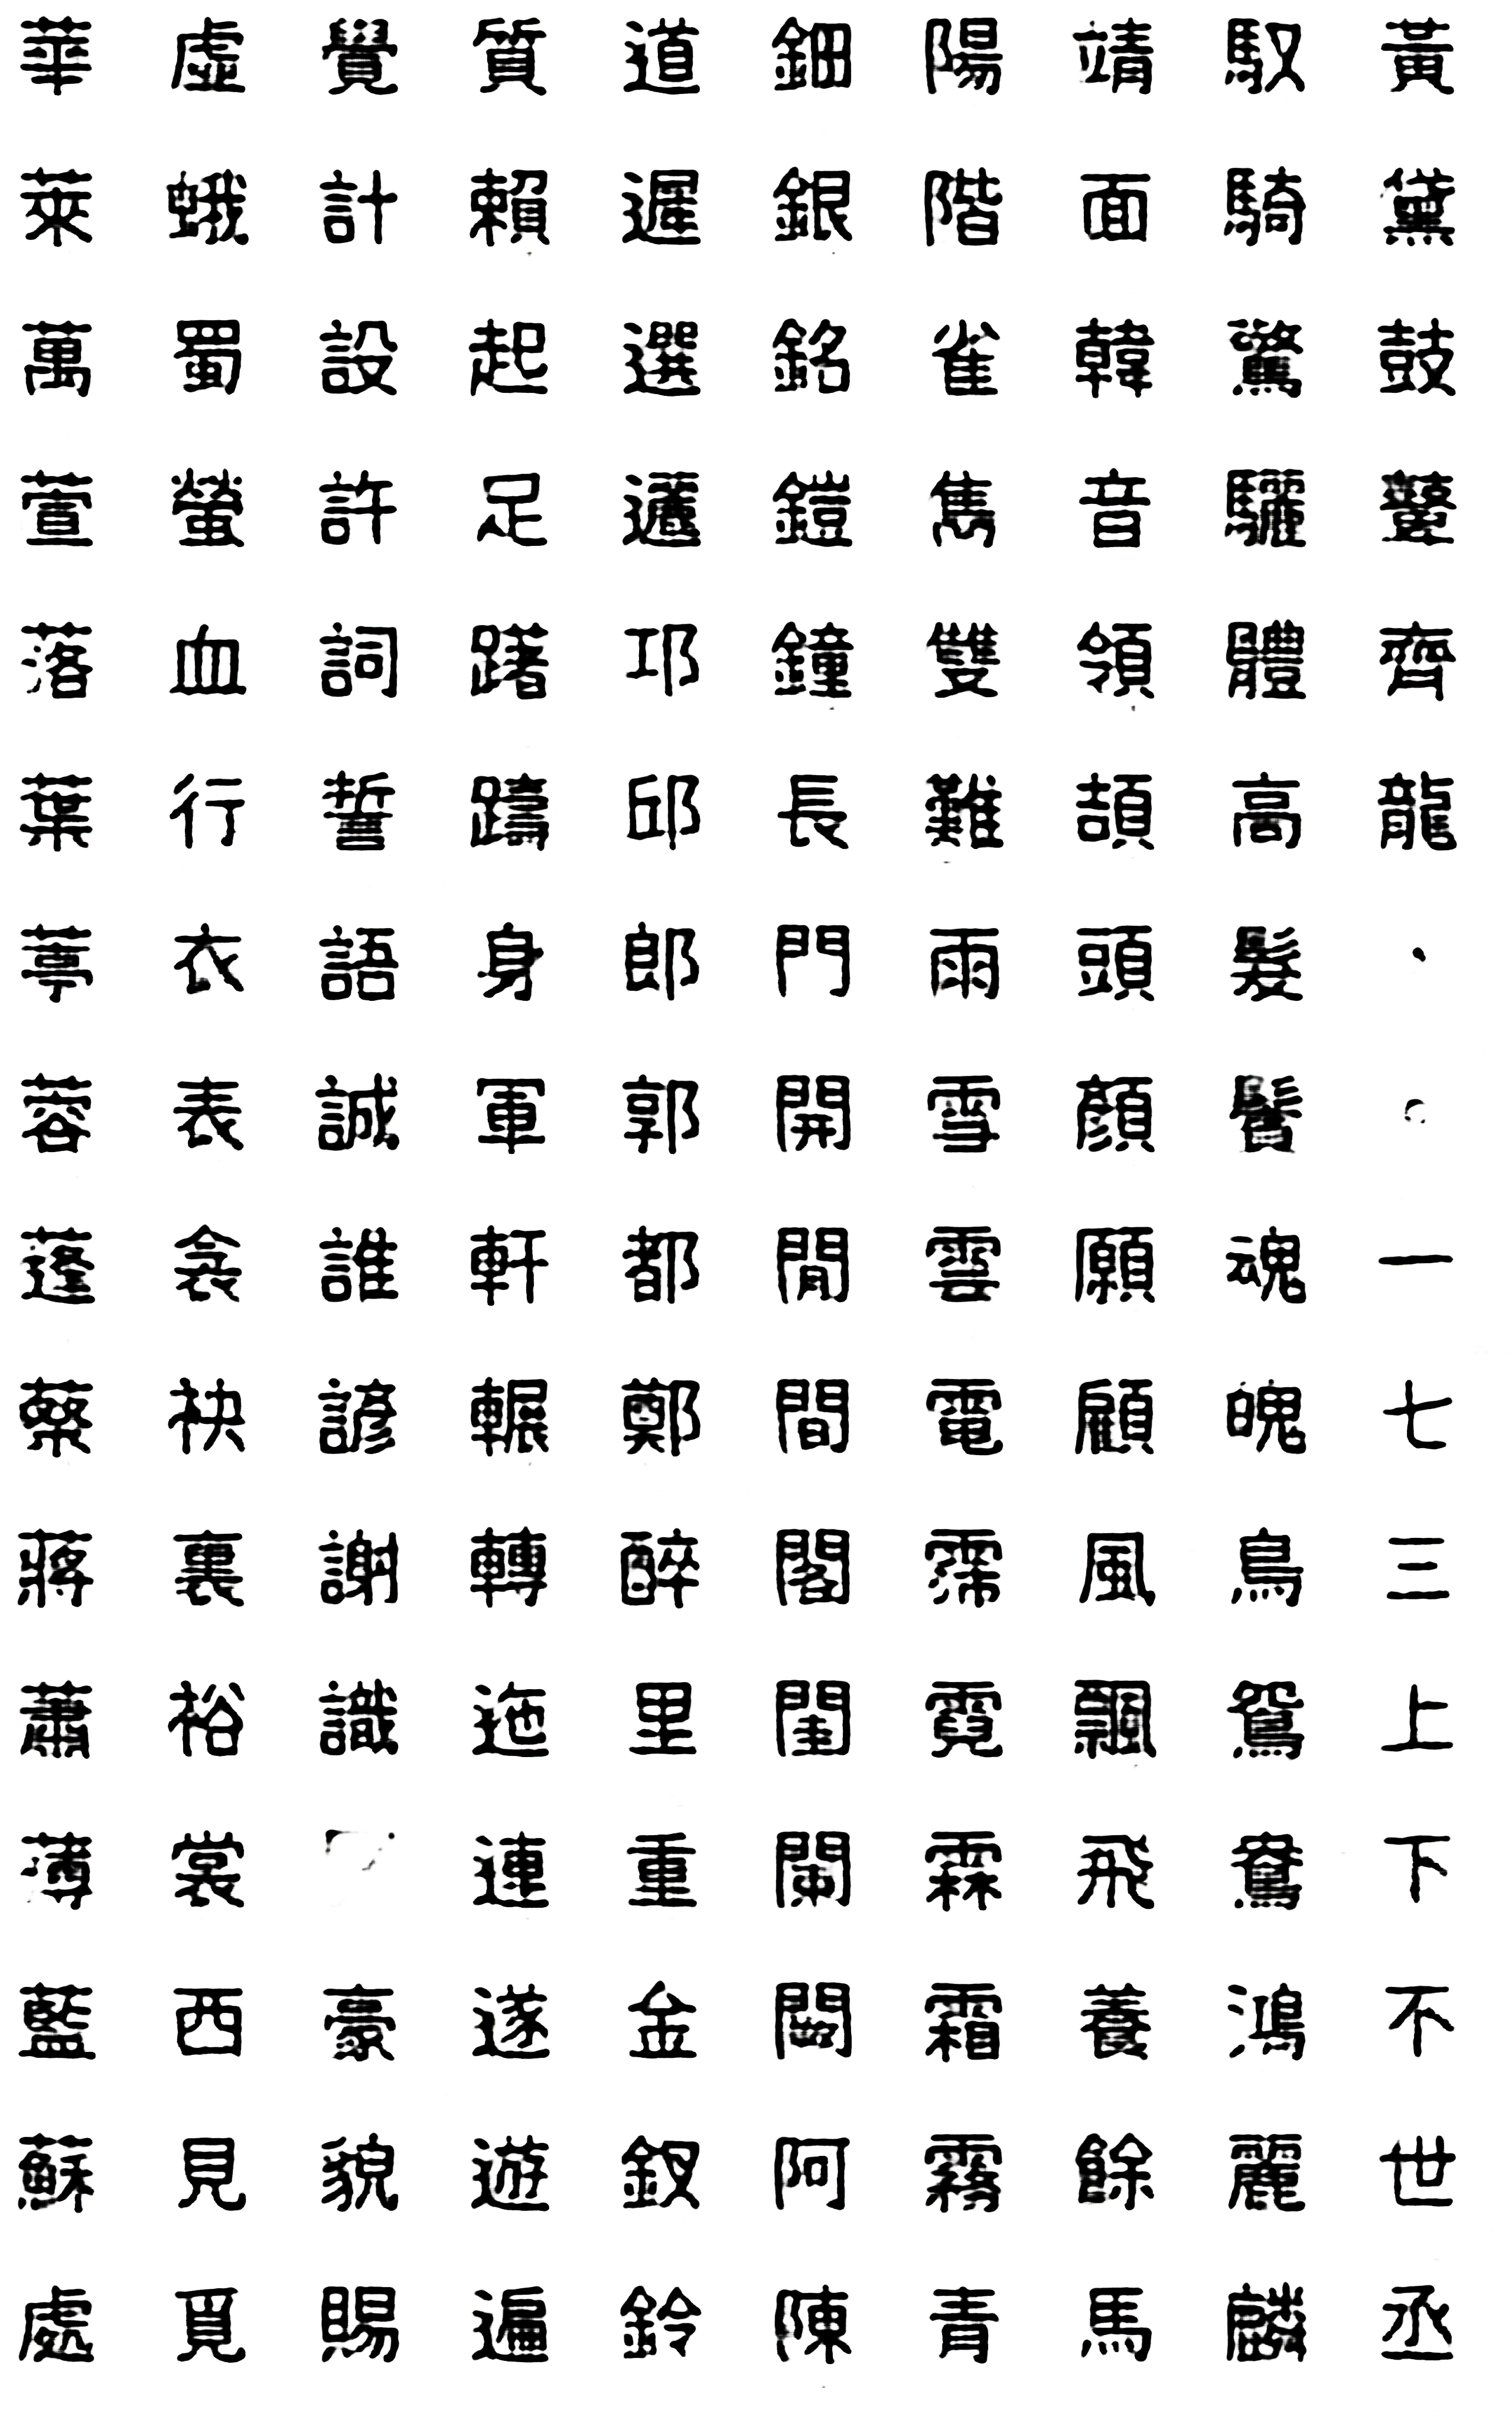 華萊萬萱落葉葶蓉蓬蔡蔣蕭薄藍蘇處
虛蛾蜀螢血行衣表衾袂裏裕裳西見覓
覺計設許詞誓語誠誰諺謝識豪貌賜
質賴起足躇躊身軍軒輾轉迤連遂遊遍
道遲選邐邛邱郎郭都鄭醉里重金釵鈴
鈿銀銘鎧鐘長門開閒間閣閨闌阿陳
陽階雀雋雙難雨雪雲電霈霓霖霜霧青
靖面韓音領頡頭顏願顧風飄飛養餘馬
馭騎驚驪體高髮鬢魂魄鳥鴛鴦鴻麗麟
黃黛鼓鼙齊龍·。一七三上下不世丞